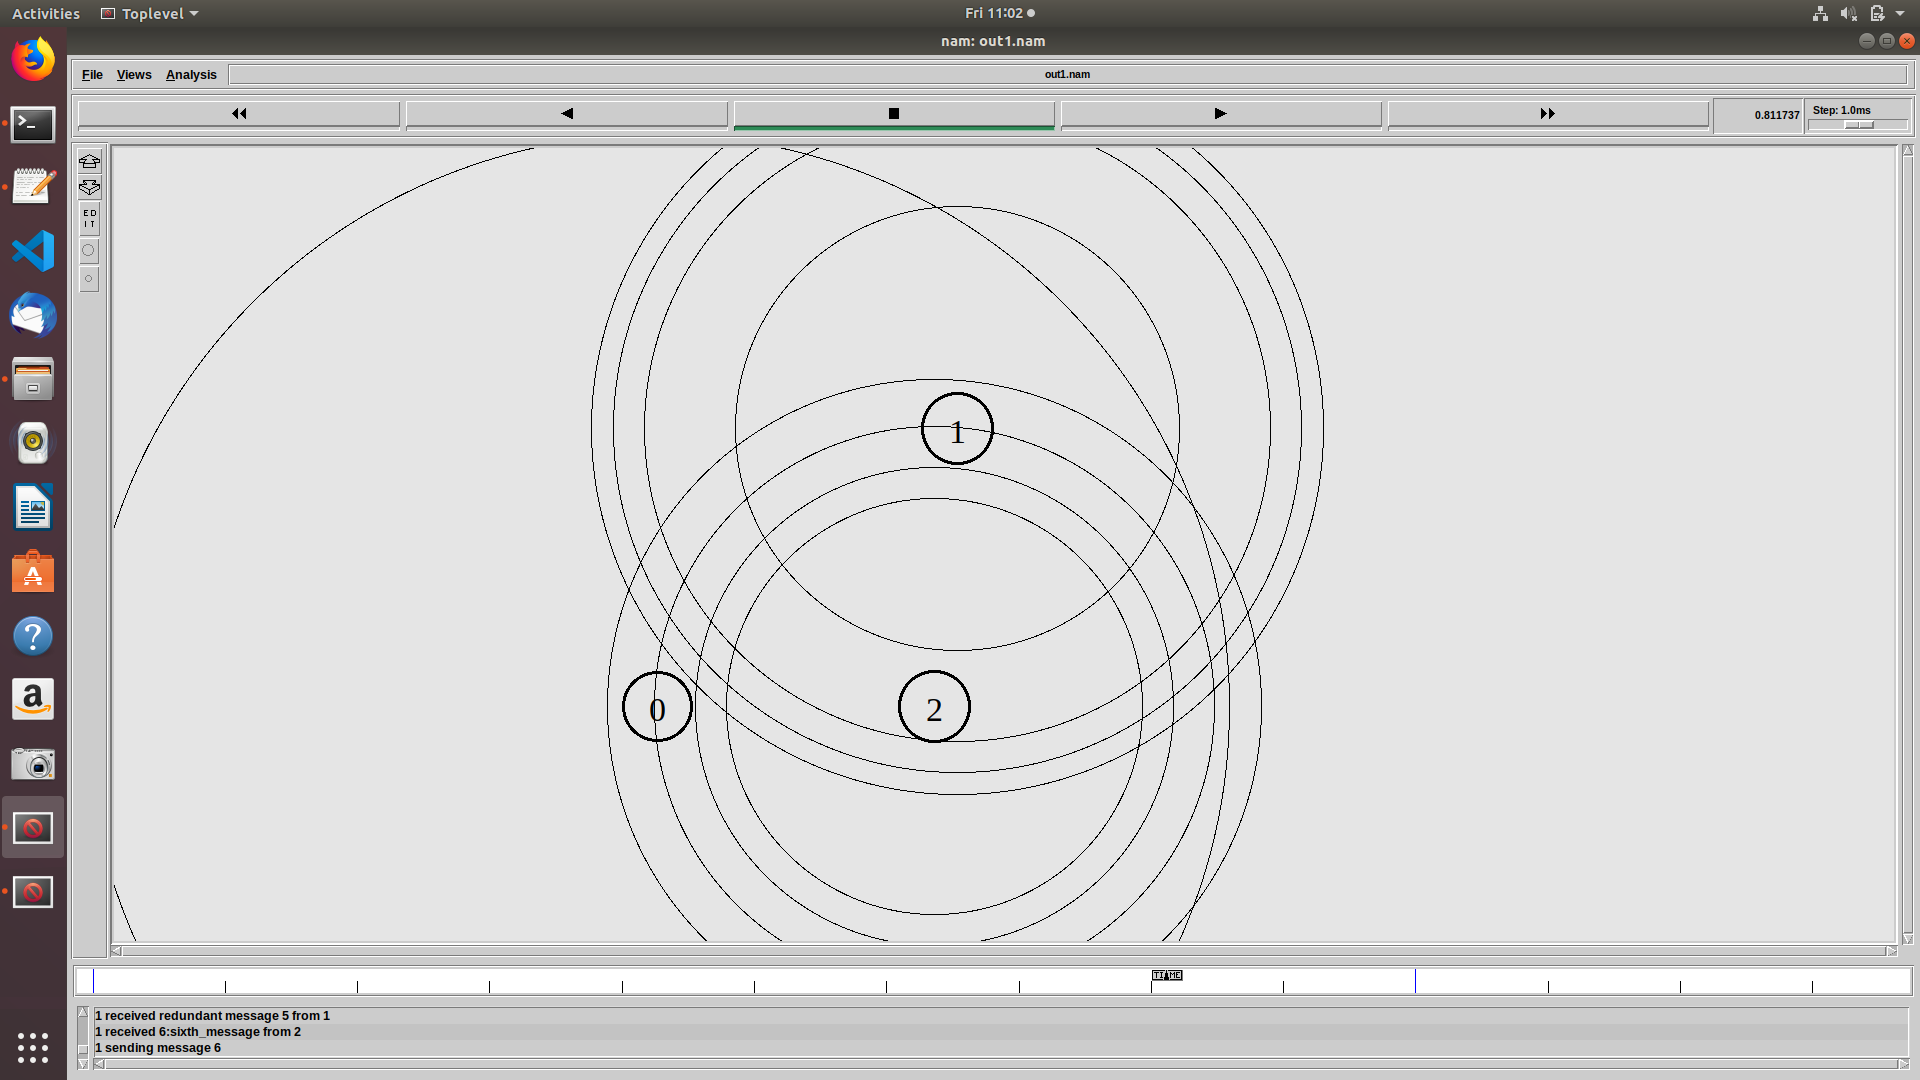 Activities
Toplevel
Fri 11:02
nam: out1.nam
File Views Analysis
out1.nam
0.811737
Step: 1.0ms
ED
IT
1
0
2
TIME
1 received redundant message 5 from 1
1 received 6:sixth_message from 2
1 sending message 6